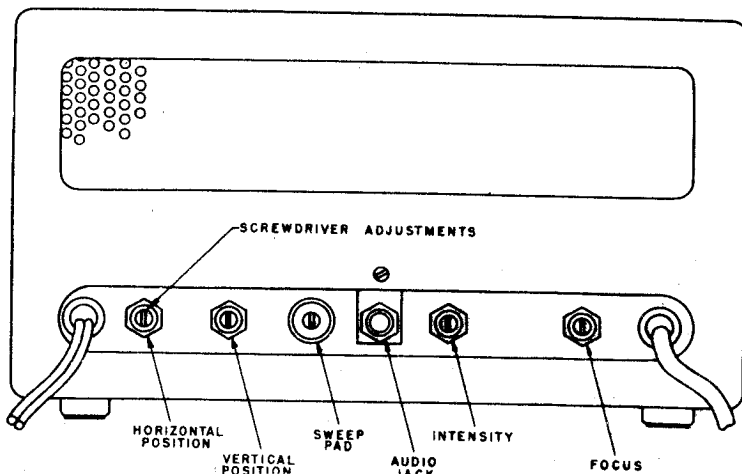 SCREWDRIVER ADJUSTMENTS
HORIZONTAL
POSITION
VERTICAL
POSITION
SWEEP
PAD
AUDIO
JACK
INTENSITY
FOCUS